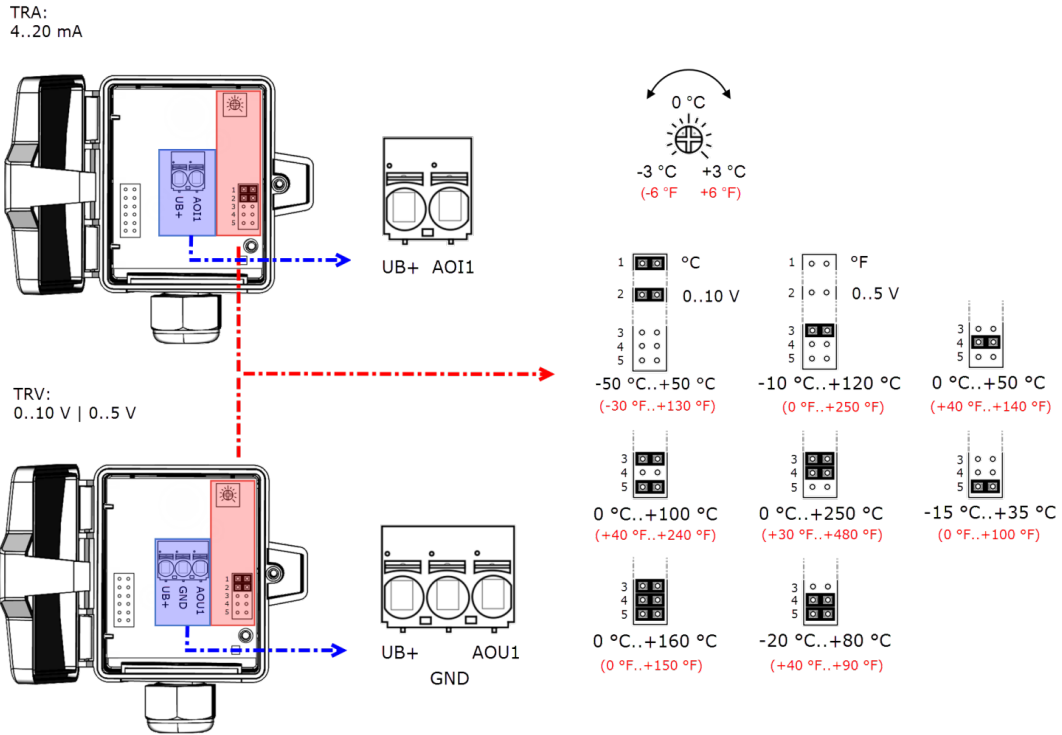 TRA:
4..20 mA
1
2
3
4
5
UB+
AOI1
UB+ AOI1
TRV:
0..10 V | 0..5 V
1
2
3
4
5
UB+
GND
AOU1
UB+ AOU1
GND
0 °C
-3 °C +3 °C
(-6 °F +6 °F)
1 °C
2 0..10 V
3
4
5
-50 °C..+50 °C
(-30 °F..+130 °F)
1 °F
2 0..5 V
3
4
5
-10 °C..+120 °C
(0 °F..+250 °F)
3
4
5
0 °C..+50 °C
(+40 °F..+140 °F)
3
4
5
0 °C..+100 °C
(+40 °F..+240 °F)
3
4
5
0 °C..+250 °C
(+30 °F..+480 °F)
3
4
5
-15 °C..+35 °C
(0 °F..+100 °F)
3
4
5
0 °C..+160 °C
(0 °F..+150 °F)
3
4
5
-20 °C..+80 °C
(+40 °F..+90 °F)